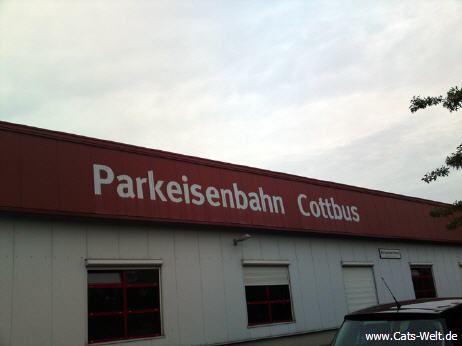 Parkeisenbahn Cottbus
www.Cats-Welt.de